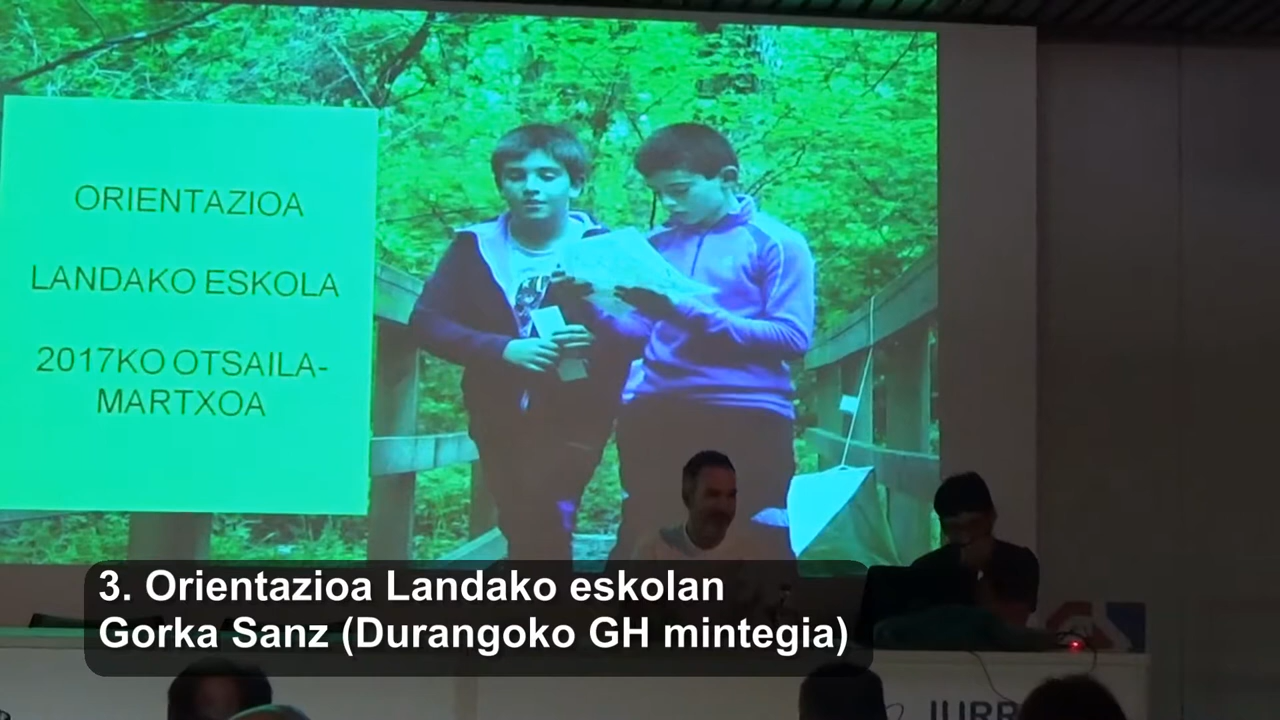 ORIENTAZIOA
LANDAKO ESKOLA
2017KO OTSAILA-
MARTXOA
3. Orientazioa Landako eskolan
Gorka Sanz (Durangoko GH mintegia)